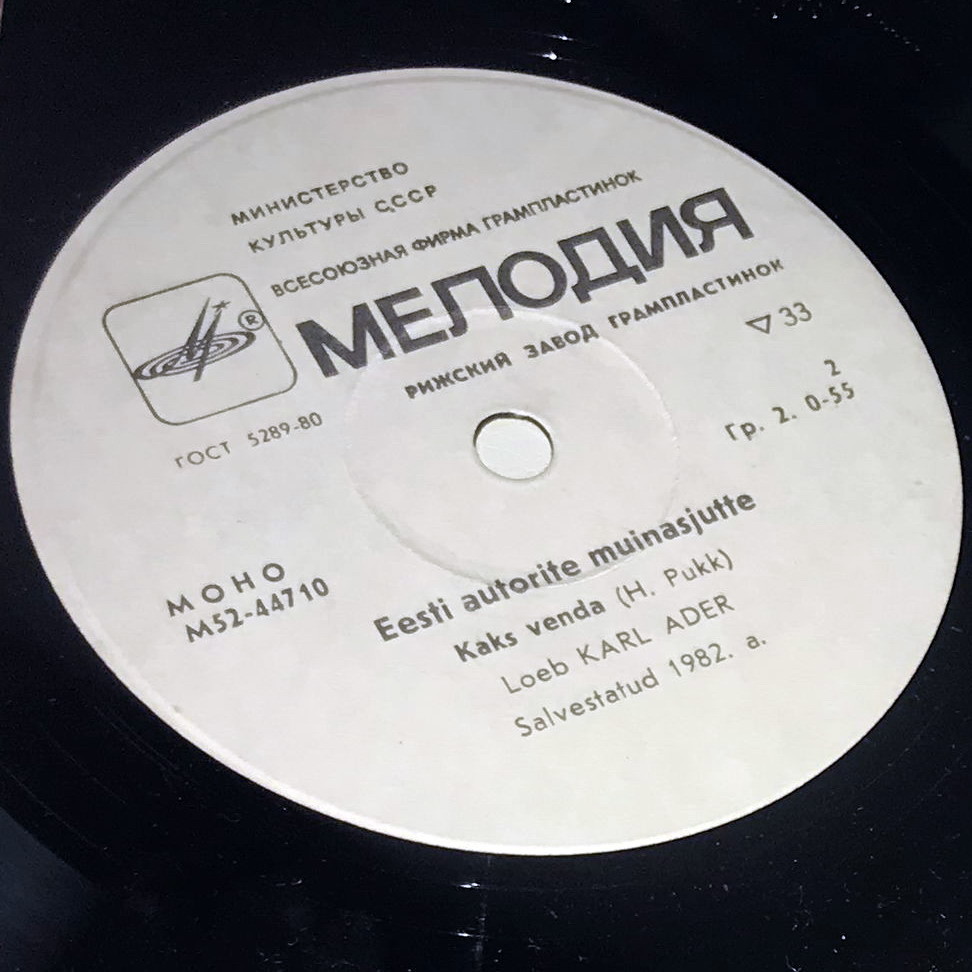 МИНИСТЕРСТВО
КУЛЬТУРЫ СССР
ВСЕСОЮЗНАЯ ФИРМА ГРАМПЛАСТИНОК
МЕЛОДИЯ
®
РИЖСКИЙ ЗАВОД ГРАМПЛАСТИНОК
ГОСТ 5289-80
▽ 33
2
Гр. 2. 0-55
МОНО
М52-44710
Eesti autorite muinasjutte
Kaks venda (H. Pukk)
Loeb KARL ADER
Salvestatud 1982. a.